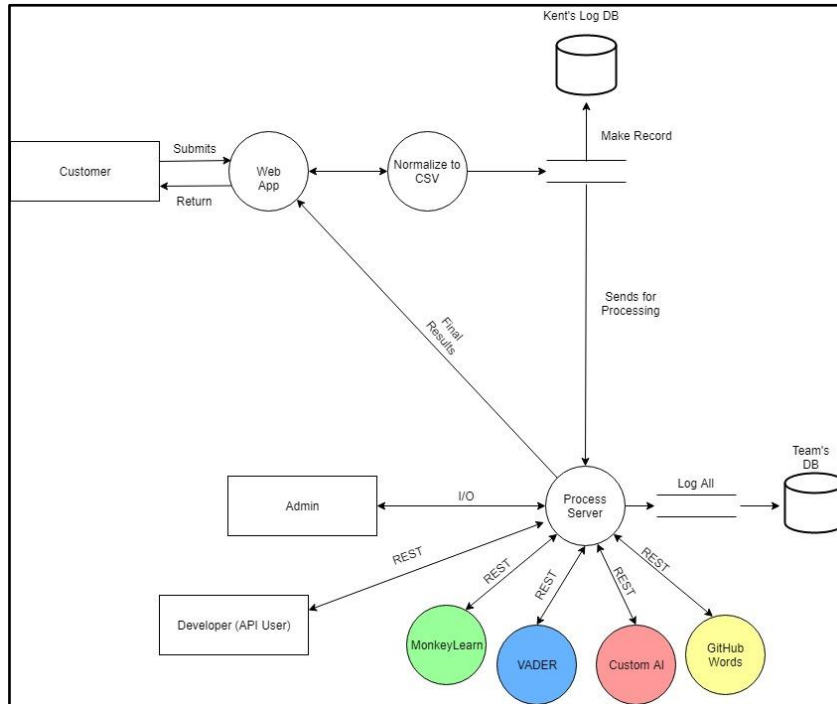 Kent's Log DB
Make Record
Submits
Customer
Web
App
Normalize to
CSV
Return
Sends for
Processing
Final
Results
Team's
DB
Log All
Admin
I/O
Process
Server
REST
REST
REST
REST
REST
Developer (API User)
MonkeyLearn
VADER
Custom AI
GitHub
Words